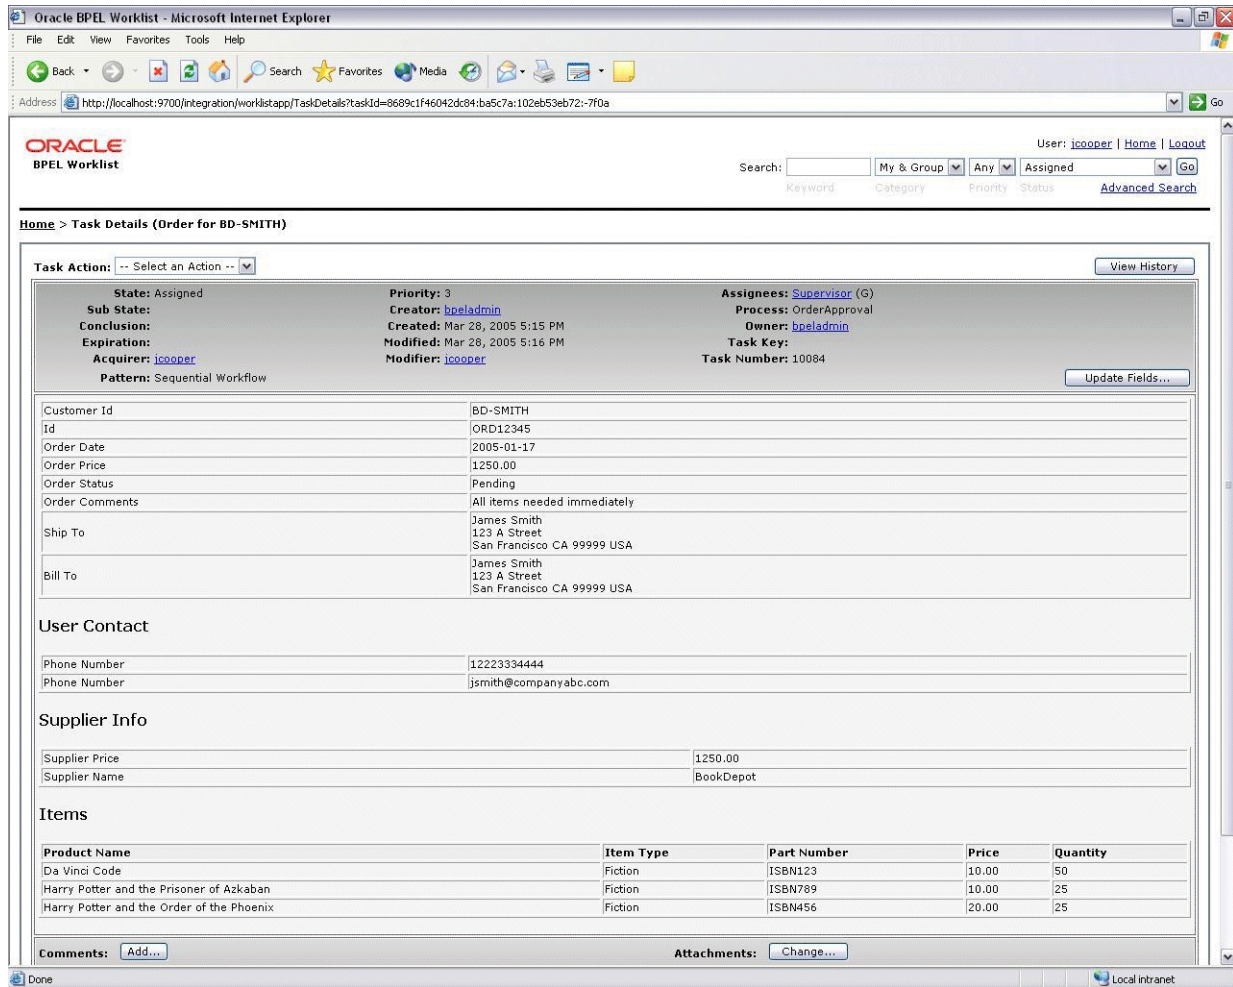 Oracle BPEL Worklist - Microsoft Internet Explorer
File Edit View Favorites Tools Help
Back Search Favorites Media
Address http://localhost:9700/integration/worklistapp/TaskDetails?taskId=8689c1f46042dc84:ba5c7a:102eb53eb72:-7f0a Go
ORACLE
BPEL Worklist
User: jcooper | Home | Logout
Search: My & Group Any Assigned Go
Keyword Category Priority Status Advanced Search
Home > Task Details (Order for BD-SMITH)
Task Action: -- Select an Action -- View History
State: Assigned Priority: 3 Assignees: Supervisor (G)
Sub State: Creator: bpeladmin Process: OrderApproval
Conclusion: Created: Mar 28, 2005 5:15 PM Owner: bpeladmin
Expiration: Modified: Mar 28, 2005 5:16 PM Task Key:
Acquirer: jcooper Modifier: jcooper Task Number: 10084
Pattern: Sequential Workflow Update Fields...
Customer Id BD-SMITH
Id ORD12345
Order Date 2005-01-17
Order Price 1250.00
Order Status Pending
Order Comments All items needed immediately
Ship To James Smith
123 A Street
San Francisco CA 99999 USA
Bill To James Smith
123 A Street
San Francisco CA 99999 USA
User Contact
Phone Number 12223334444
Phone Number jsmith@companyabc.com
Supplier Info
Supplier Price 1250.00
Supplier Name BookDepot
Items
Product Name Item Type Part Number Price Quantity
Da Vinci Code Fiction ISBN123 10.00 50
Harry Potter and the Prisoner of Azkaban Fiction ISBN789 10.00 25
Harry Potter and the Order of the Phoenix Fiction ISBN456 20.00 25
Comments: Add... Attachments: Change...
Done Local intranet